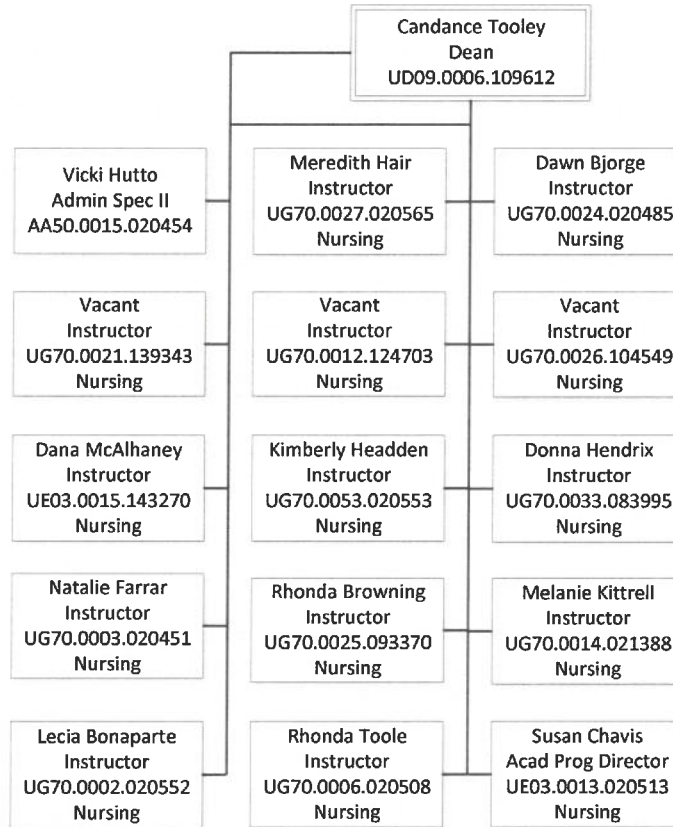 Candance Tooley
Dean
UD09.0006.109612
Vicki Hutto
Admin Spec II
AA50.0015.020454
Meredith Hair
Instructor
UG70.0027.020565
Nursing
Dawn Bjorge
Instructor
UG70.0024.020485
Nursing
Vacant
Instructor
UG70.0021.139343
Nursing
Vacant
Instructor
UG70.0012.124703
Nursing
Vacant
Instructor
UG70.0026.104549
Nursing
Dana McAlhaney
Instructor
UE03.0015.143270
Nursing
Kimberly Headden
Instructor
UG70.0053.020553
Nursing
Donna Hendrix
Instructor
UG70.0033.083995
Nursing
Natalie Farrar
Instructor
UG70.0003.020451
Nursing
Rhonda Browning
Instructor
UG70.0025.093370
Nursing
Melanie Kittrell
Instructor
UG70.0014.021388
Nursing
Lecia Bonaparte
Instructor
UG70.0002.020552
Nursing
Rhonda Toole
Instructor
UG70.0006.020508
Nursing
Susan Chavis
Acad Prog Director
UE03.0013.020513
Nursing